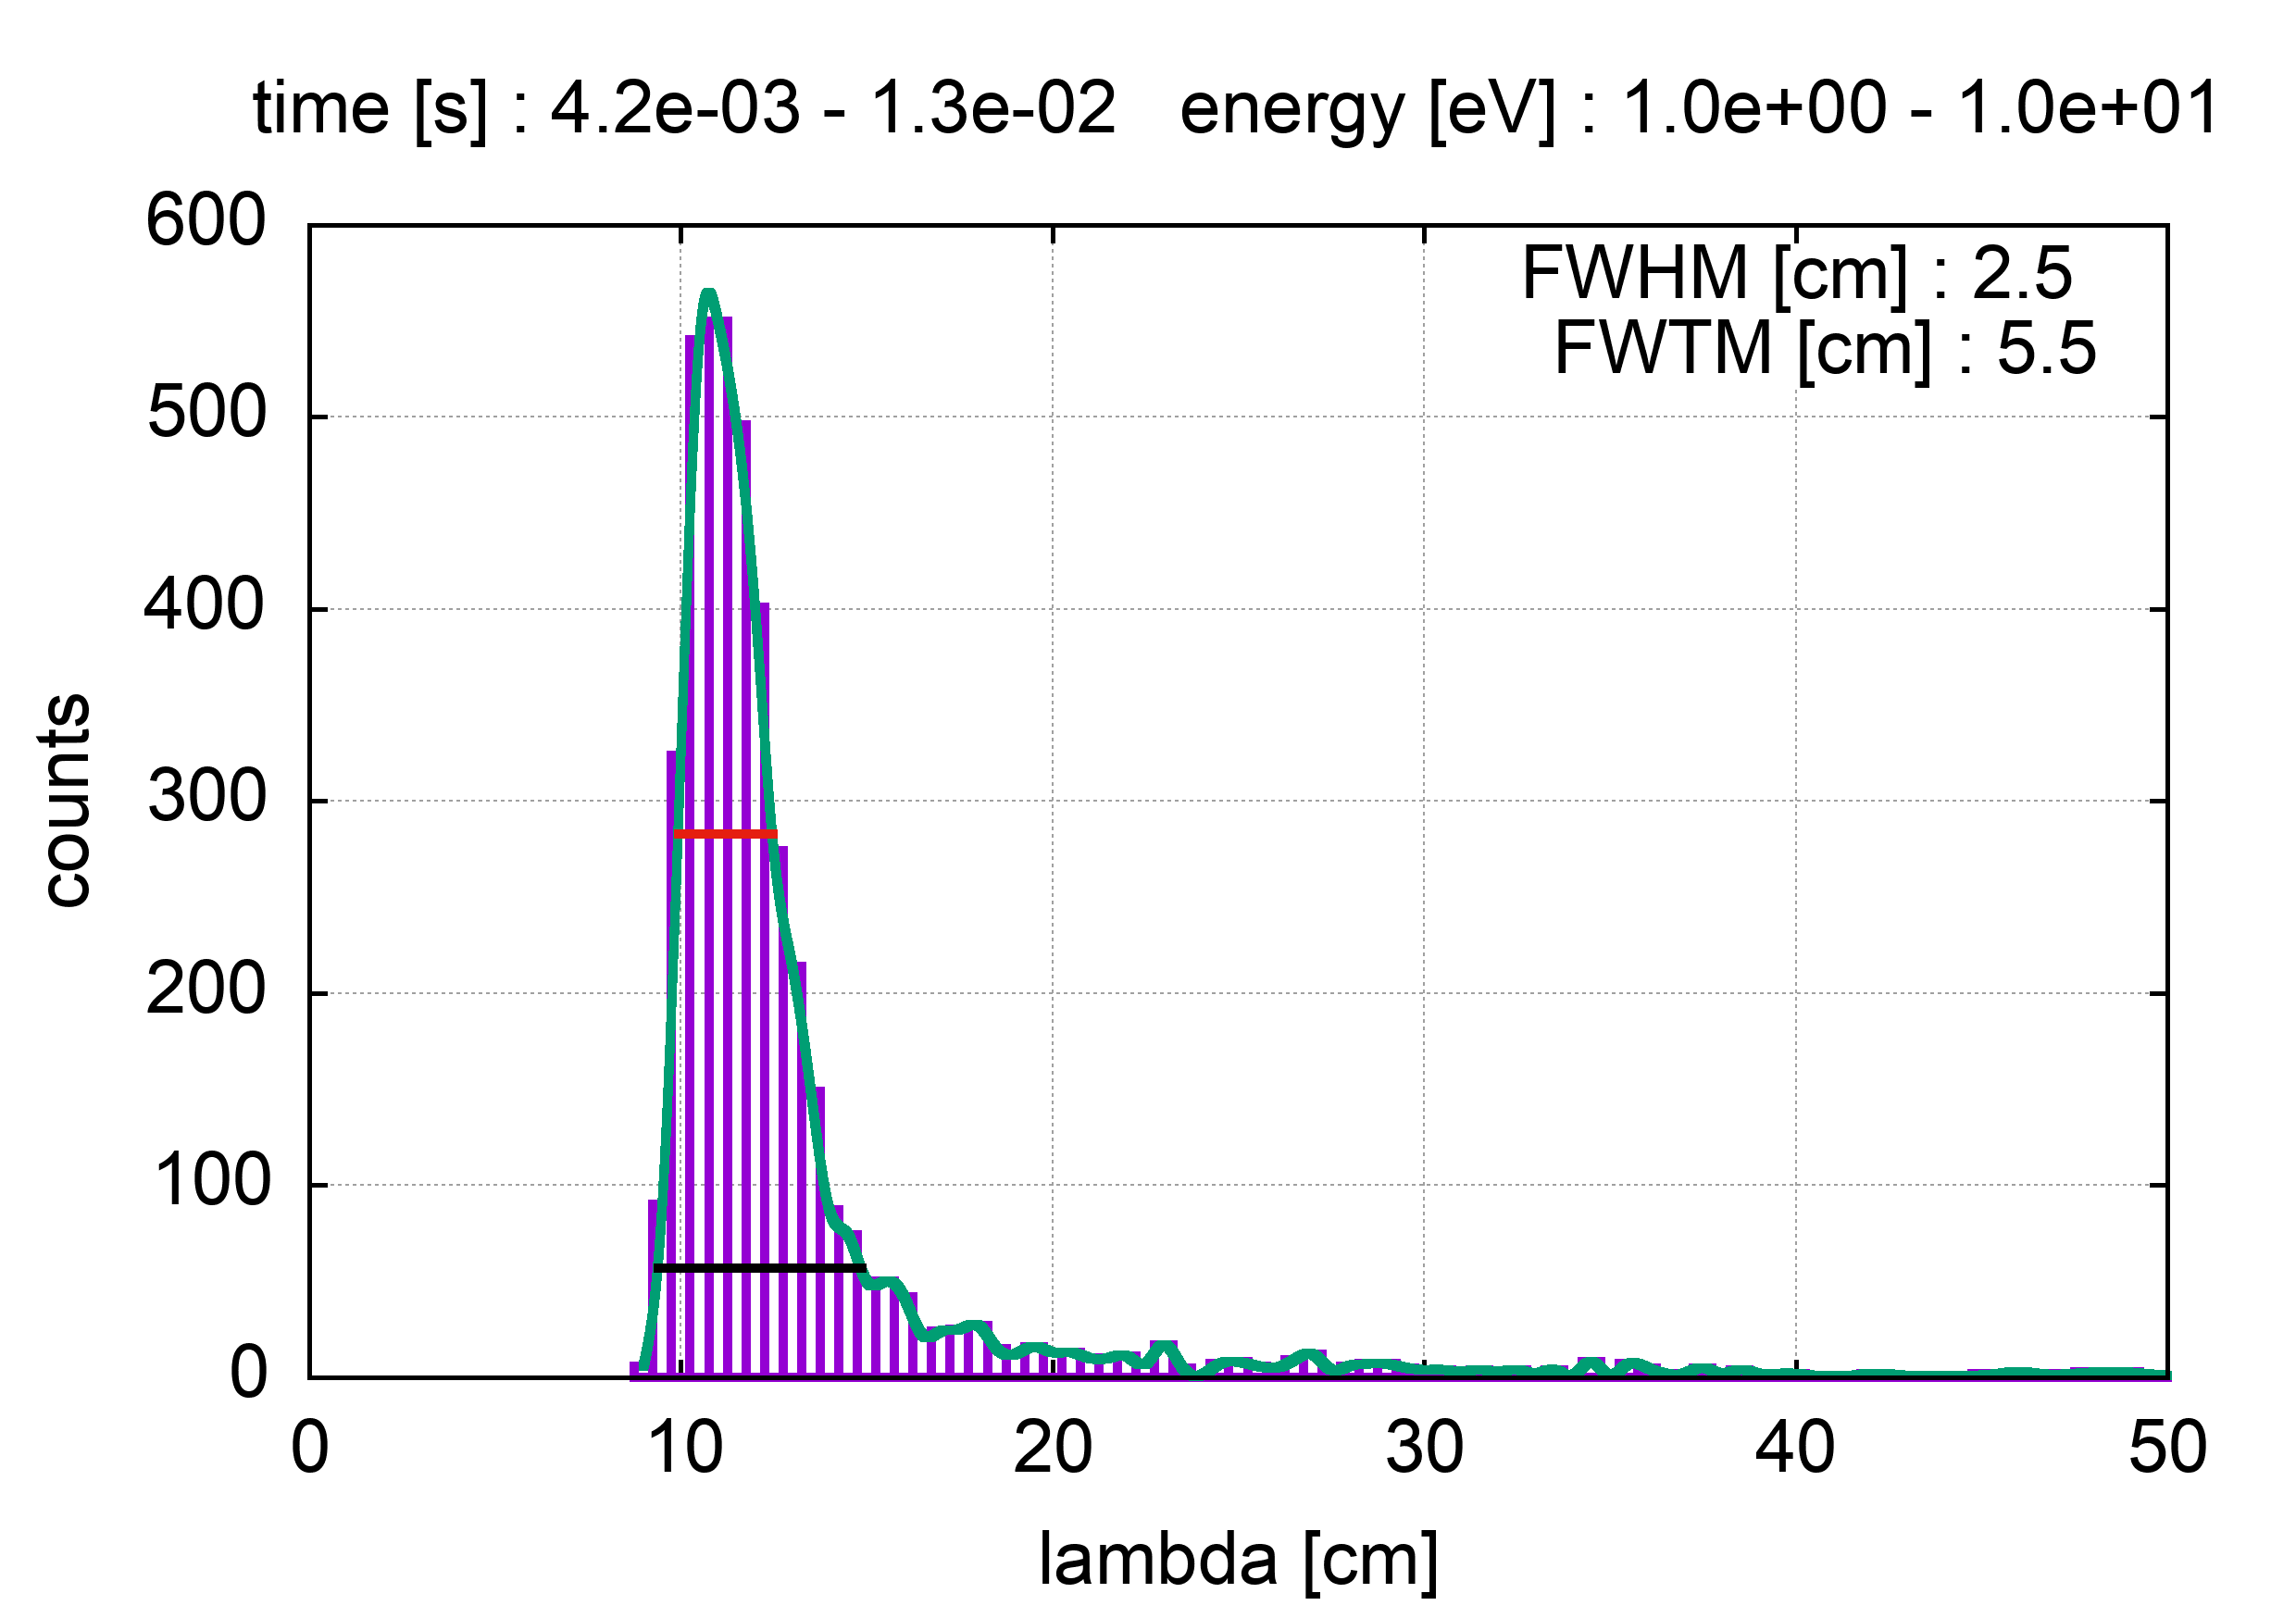 time [s] : 4.2e-03 - 1.3e-02   energy [eV] : 1.0e+00 - 1.0e+01
600
FWHM [cm] : 2.5
FWTM [cm] : 5.5
500
400
300
200
100
0
counts
0 10 20 30 40 50
lambda [cm]